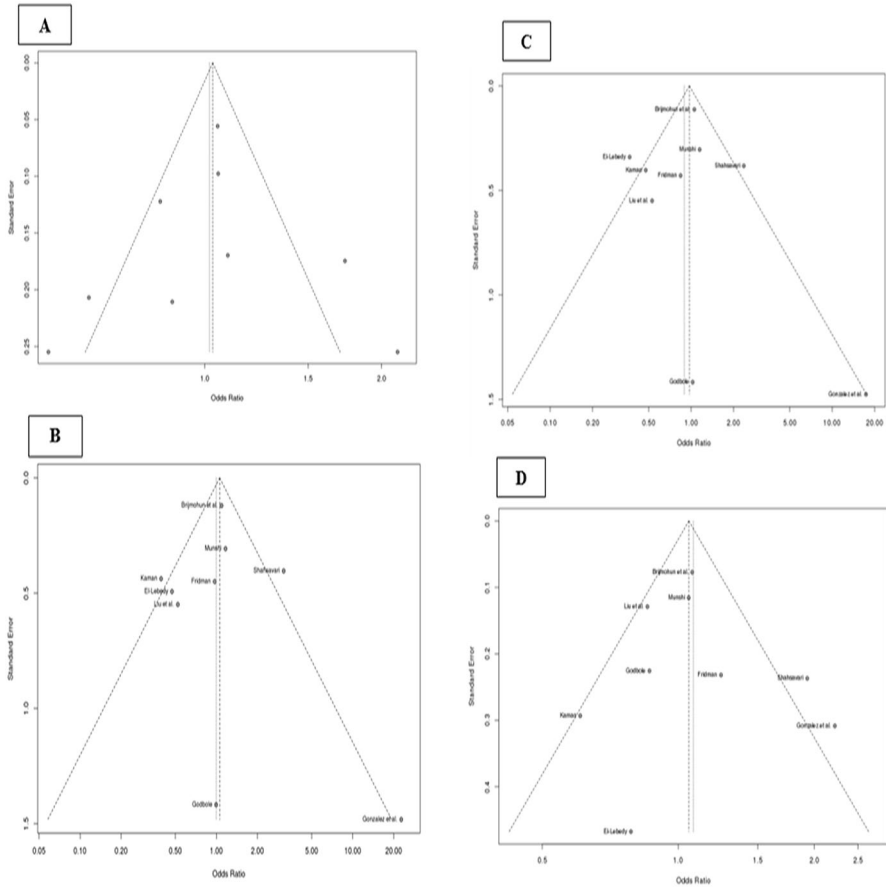 A
0.00
0.05
0.10
0.15
0.20
0.25
Standard Error
1.0 1.5 2.0
Odds Ratio
C
0.0
0.5
1.0
1.5
Standard Error
Brijmohun et al.
Munshi
El-Lebedy
Shahsavari
Kaman
Fridman
Liu et al.
Godbole
Gonzalez et al.
0.05 0.10 0.20 0.50 1.00 2.00 5.00 10.00 20.00
Odds Ratio
B
0.0
0.5
1.0
1.5
Standard Error
Brijmohun et al.
Munshi
Shahsavari
Kaman
Fridman
El-Lebedy
Liu et al.
Godbole
Gonzalez et al.
0.05 0.10 0.20 0.50 1.00 2.00 5.00 10.00 20.00
Odds Ratio
D
0.0
0.1
0.2
0.3
0.4
Standard Error
Brijmohun et al.
Munshi
Liu et al.
Godbole
Fridman
Shahsavari
Kaman
Gonzalez et al.
El-Lebedy
0.5 1.0 1.5 2.0 2.5
Odds Ratio